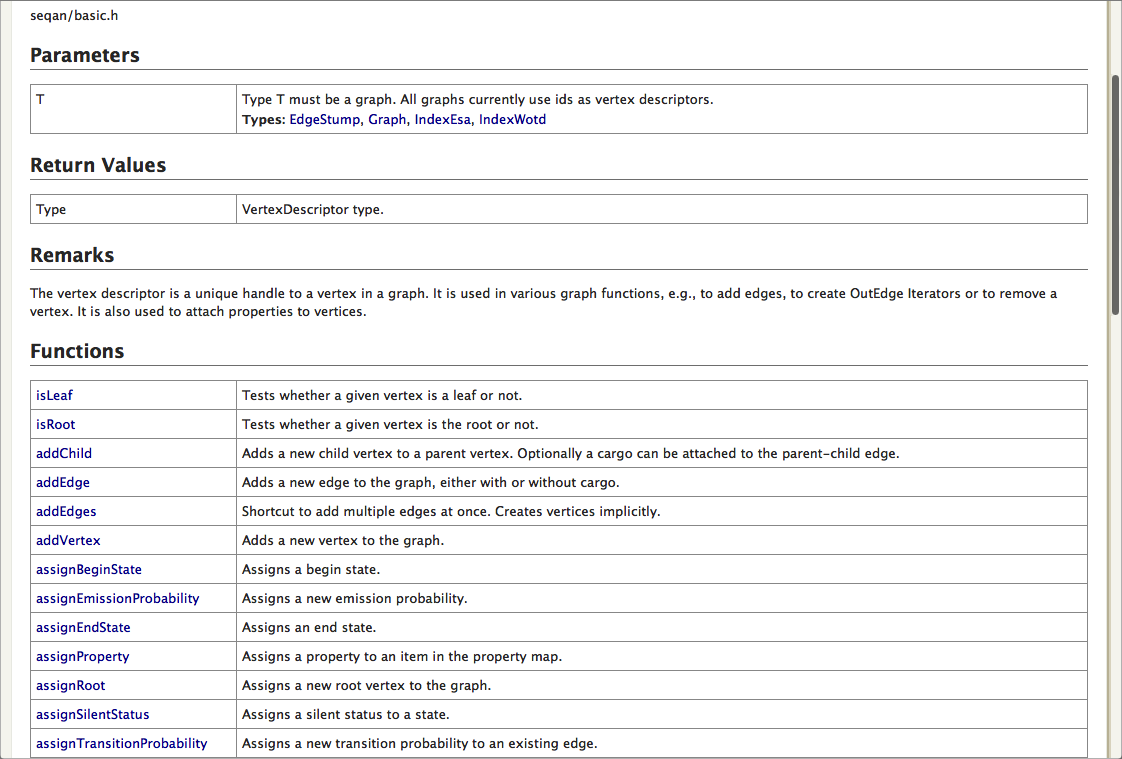 seqan/basic.h
Parameters
T Type T must be a graph. All graphs currently use ids as vertex descriptors.
Types: EdgeStump, Graph, IndexEsa, IndexWotd
Return Values
Type VertexDescriptor type.
Remarks
The vertex descriptor is a unique handle to a vertex in a graph. It is used in various graph functions, e.g., to add edges, to create OutEdge Iterators or to remove a
vertex. It is also used to attach properties to vertices.
Functions
isLeaf Tests whether a given vertex is a leaf or not.
isRoot Tests whether a given vertex is the root or not.
addChild Adds a new child vertex to a parent vertex. Optionally a cargo can be attached to the parent-child edge.
addEdge Adds a new edge to the graph, either with or without cargo.
addEdges Shortcut to add multiple edges at once. Creates vertices implicitly.
addVertex Adds a new vertex to the graph.
assignBeginState Assigns a begin state.
assignEmissionProbability Assigns a new emission probability.
assignEndState Assigns an end state.
assignProperty Assigns a property to an item in the property map.
assignRoot Assigns a new root vertex to the graph.
assignSilentStatus Assigns a silent status to a state.
assignTransitionProbability Assigns a new transition probability to an existing edge.